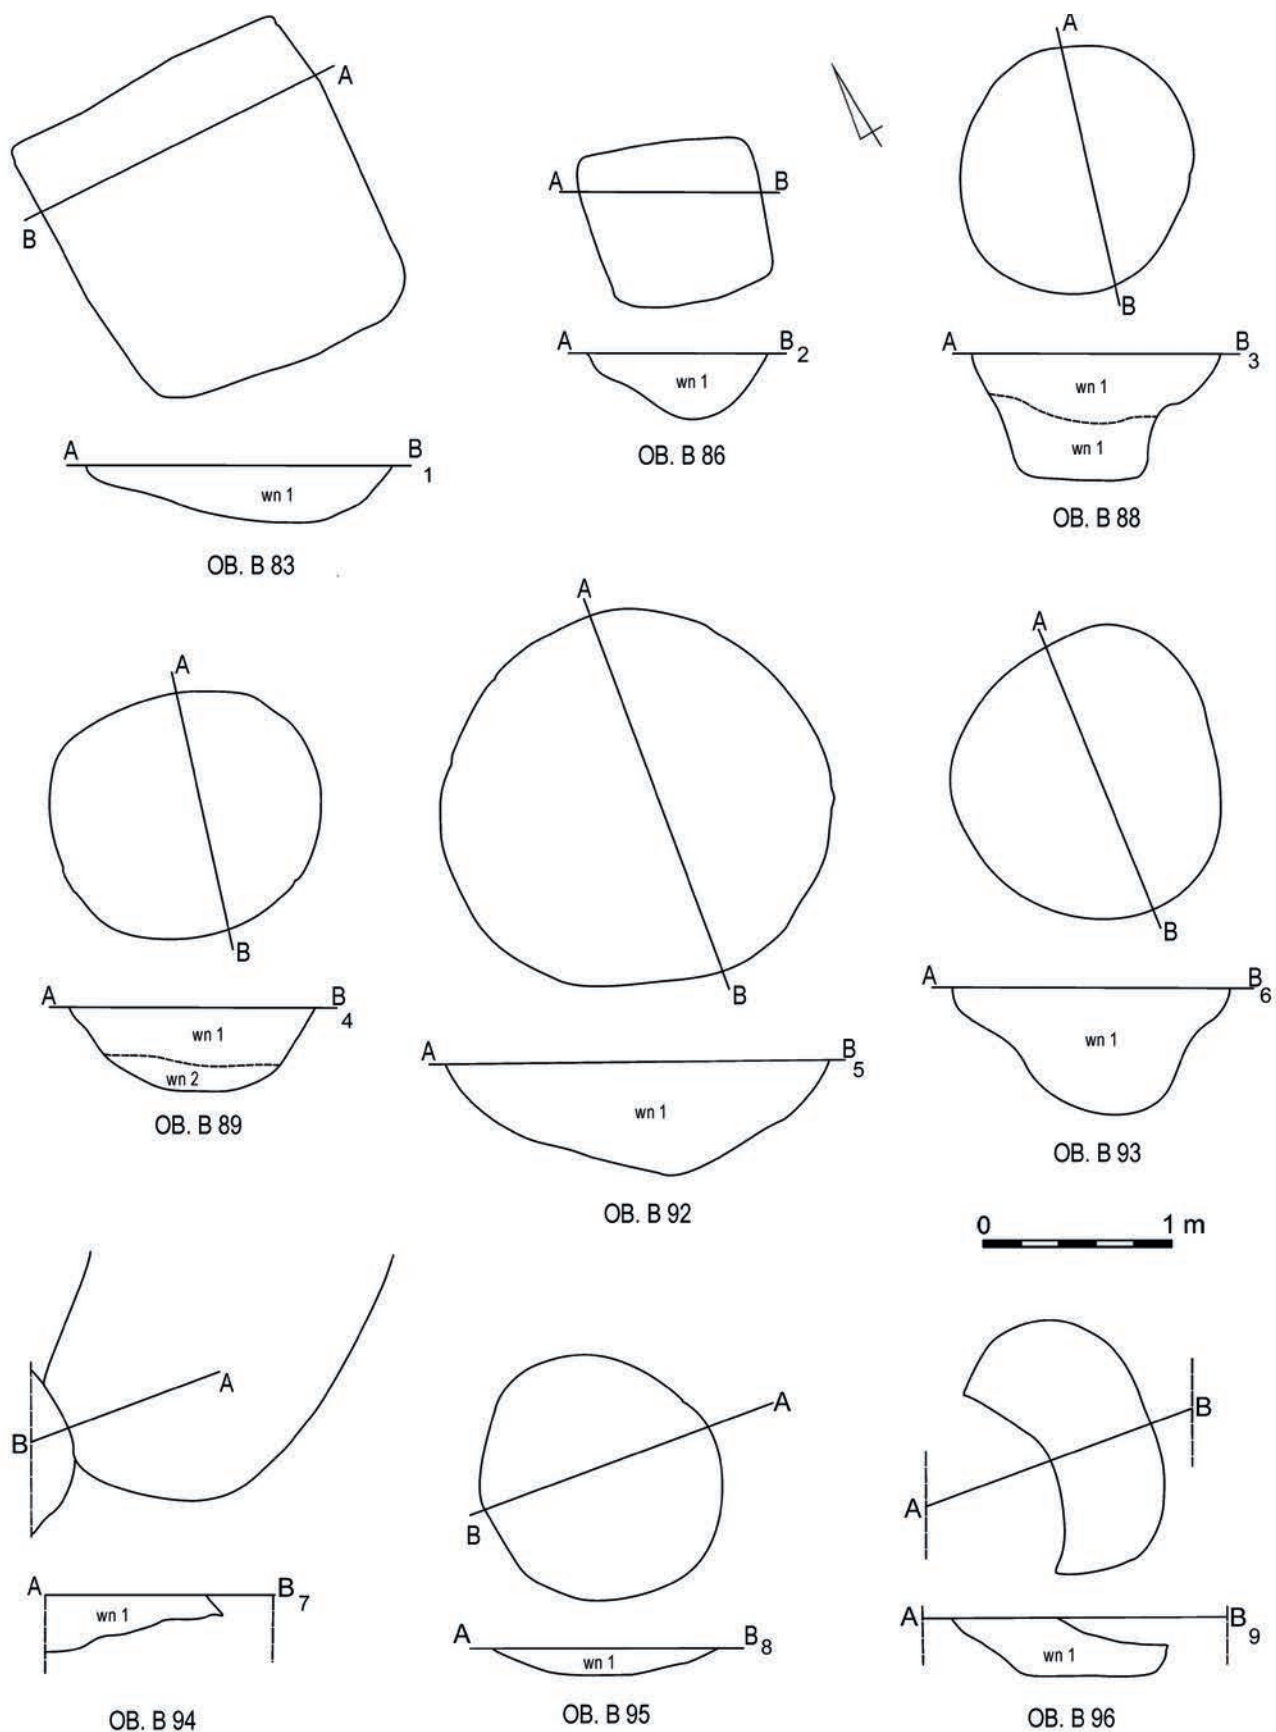 A
B
A B
1
wn 1
OB. B 83
A B
A B
2
wn 1
OB. B 86
A
B
A B
3
wn 1
wn 1
OB. B 88
A
B
A B
4
wn 1
wn 2
OB. B 89
A
B
A B
5
wn 1
OB. B 92
A
B
A B
6
wn 1
OB. B 93
0 1 m
A
B
A B
7
wn 1
OB. B 94
A
B
A B
8
wn 1
OB. B 95
B
A
A B
9
wn 1
OB. B 96